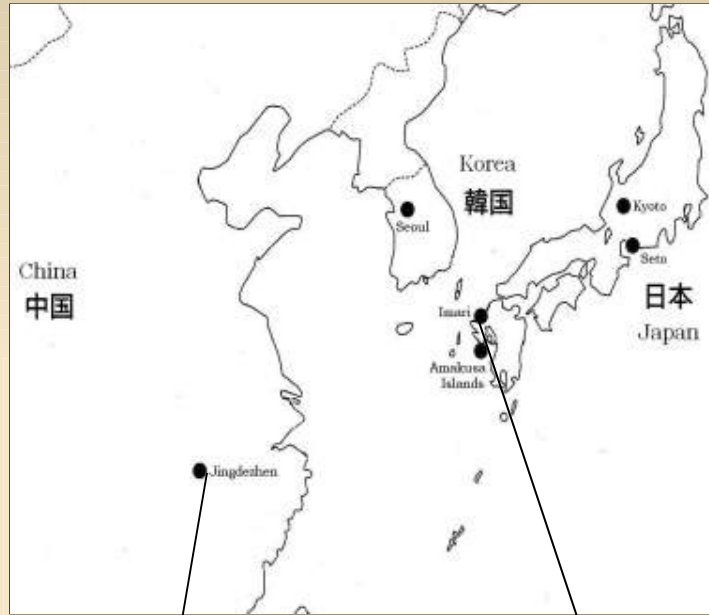 Korea
韓国
Seoul
Kyoto
Seto
China
中国
日本
Japan
Imari
Amakusa
Islands
Jingdezhen